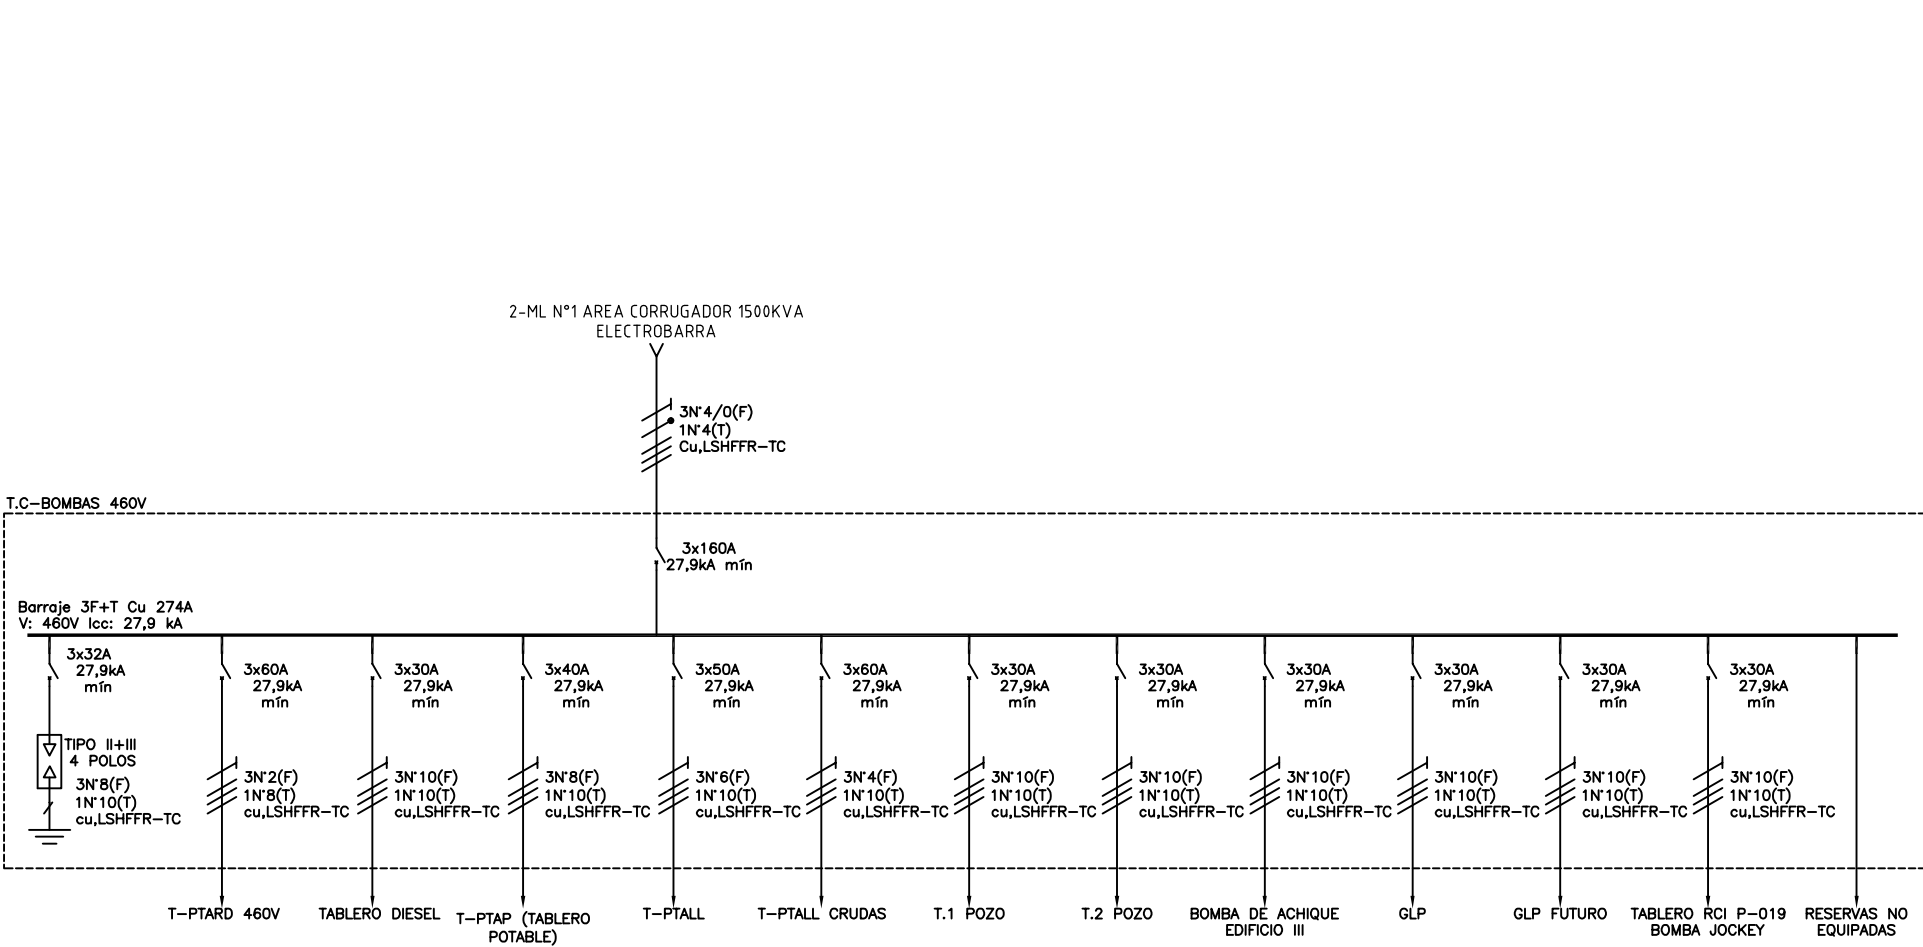 2-ML N°1 AREA CORRUGADOR 1500KVA
ELECTROBARRA
3N°4/0(F)
1N°4(T)
Cu,LSHFFR-TC
T.C-BOMBAS 460V
3x160A
27,9kA mín
Barraje 3F+T Cu 274A
V: 460V Icc: 27,9 kA
3x32A
27,9kA
mín
TIPO II+III
4 POLOS
3N°8(F)
1N°10(T)
cu,LSHFFR-TC
3x60A
27,9kA
mín
3N°2(F)
1N°8(T)
cu,LSHFFR-TC
T-PTARD 460V
3x30A
27,9kA
mín
3N°10(F)
1N°10(T)
cu,LSHFFR-TC
TABLERO DIESEL
3x40A
27,9kA
mín
3N°8(F)
1N°10(T)
cu,LSHFFR-TC
T-PTAP (TABLERO
POTABLE)
3x50A
27,9kA
mín
3N°6(F)
1N°10(T)
cu,LSHFFR-TC
T-PTALL
3x60A
27,9kA
mín
3N°4(F)
1N°10(T)
cu,LSHFFR-TC
T-PTALL CRUDAS
3x30A
27,9kA
mín
3N°10(F)
1N°10(T)
cu,LSHFFR-TC
T.1 POZO
3x30A
27,9kA
mín
3N°10(F)
1N°10(T)
cu,LSHFFR-TC
T.2 POZO
3x30A
27,9kA
mín
3N°10(F)
1N°10(T)
cu,LSHFFR-TC
BOMBA DE ACHIQUE
EDIFICIO III
3x30A
27,9kA
mín
3N°10(F)
1N°10(T)
cu,LSHFFR-TC
GLP
3x30A
27,9kA
mín
3N°10(F)
1N°10(T)
cu,LSHFFR-TC
GLP FUTURO
3x30A
27,9kA
mín
3N°10(F)
1N°10(T)
cu,LSHFFR-TC
TABLERO RCI P-019
BOMBA JOCKEY
RESERVAS NO
EQUIPADAS